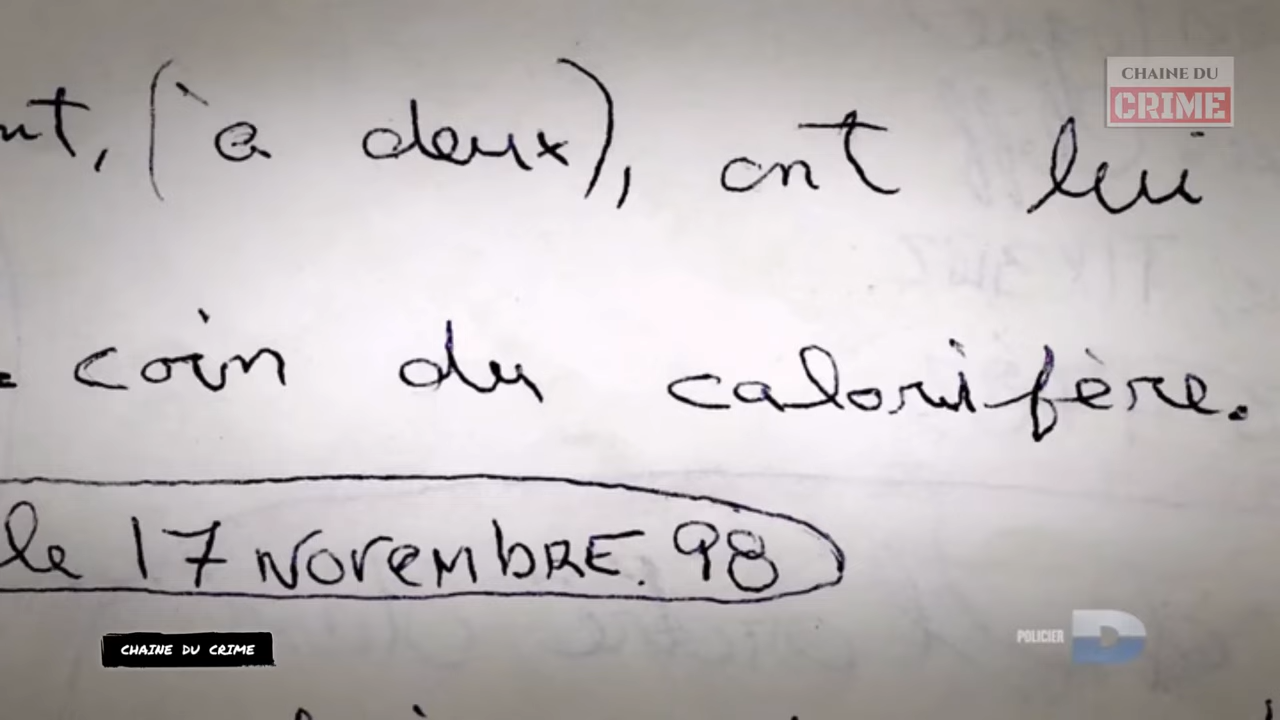 nt, (à deux), ont lui
CHAINE DU
CRIME
coin du calorifère.
le 17 NOVEMBRE. 98
CHAINE DU CRIME
POLICIER D